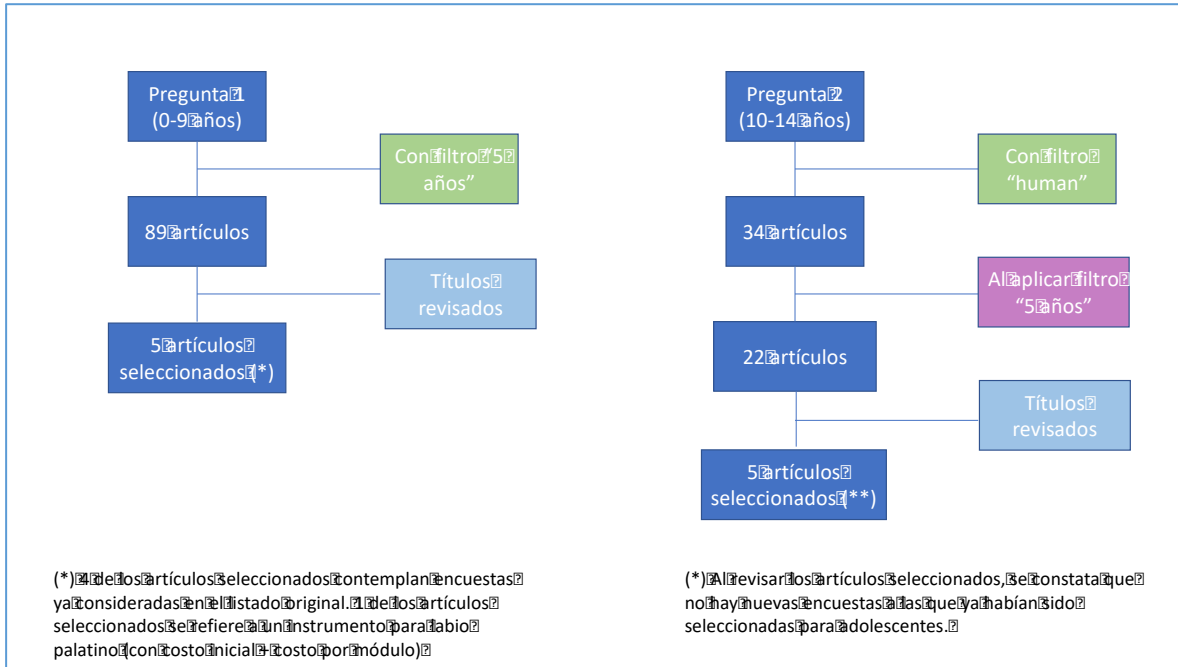 Pregunta 1
(0-9 años)
Con filtro “5
años”
89 artículos
Títulos
revisados
5 artículos
seleccionados (*)
(*) 4 de los artículos seleccionados contemplan encuestas
ya consideradas en el listado original. 1 de los artículos
seleccionados se refiere a un instrumento para labio
palatino (con costo inicial + costo por módulo)
Pregunta 2
(10-14 años)
Con filtro
“human”
34 artículos
Al aplicar filtro
“5 años”
22 artículos
Títulos
revisados
5 artículos
seleccionados (**)
(*) Al revisar los artículos seleccionados, se constata que
no hay nuevas encuestas a las que ya habían sido
seleccionadas para adolescentes.